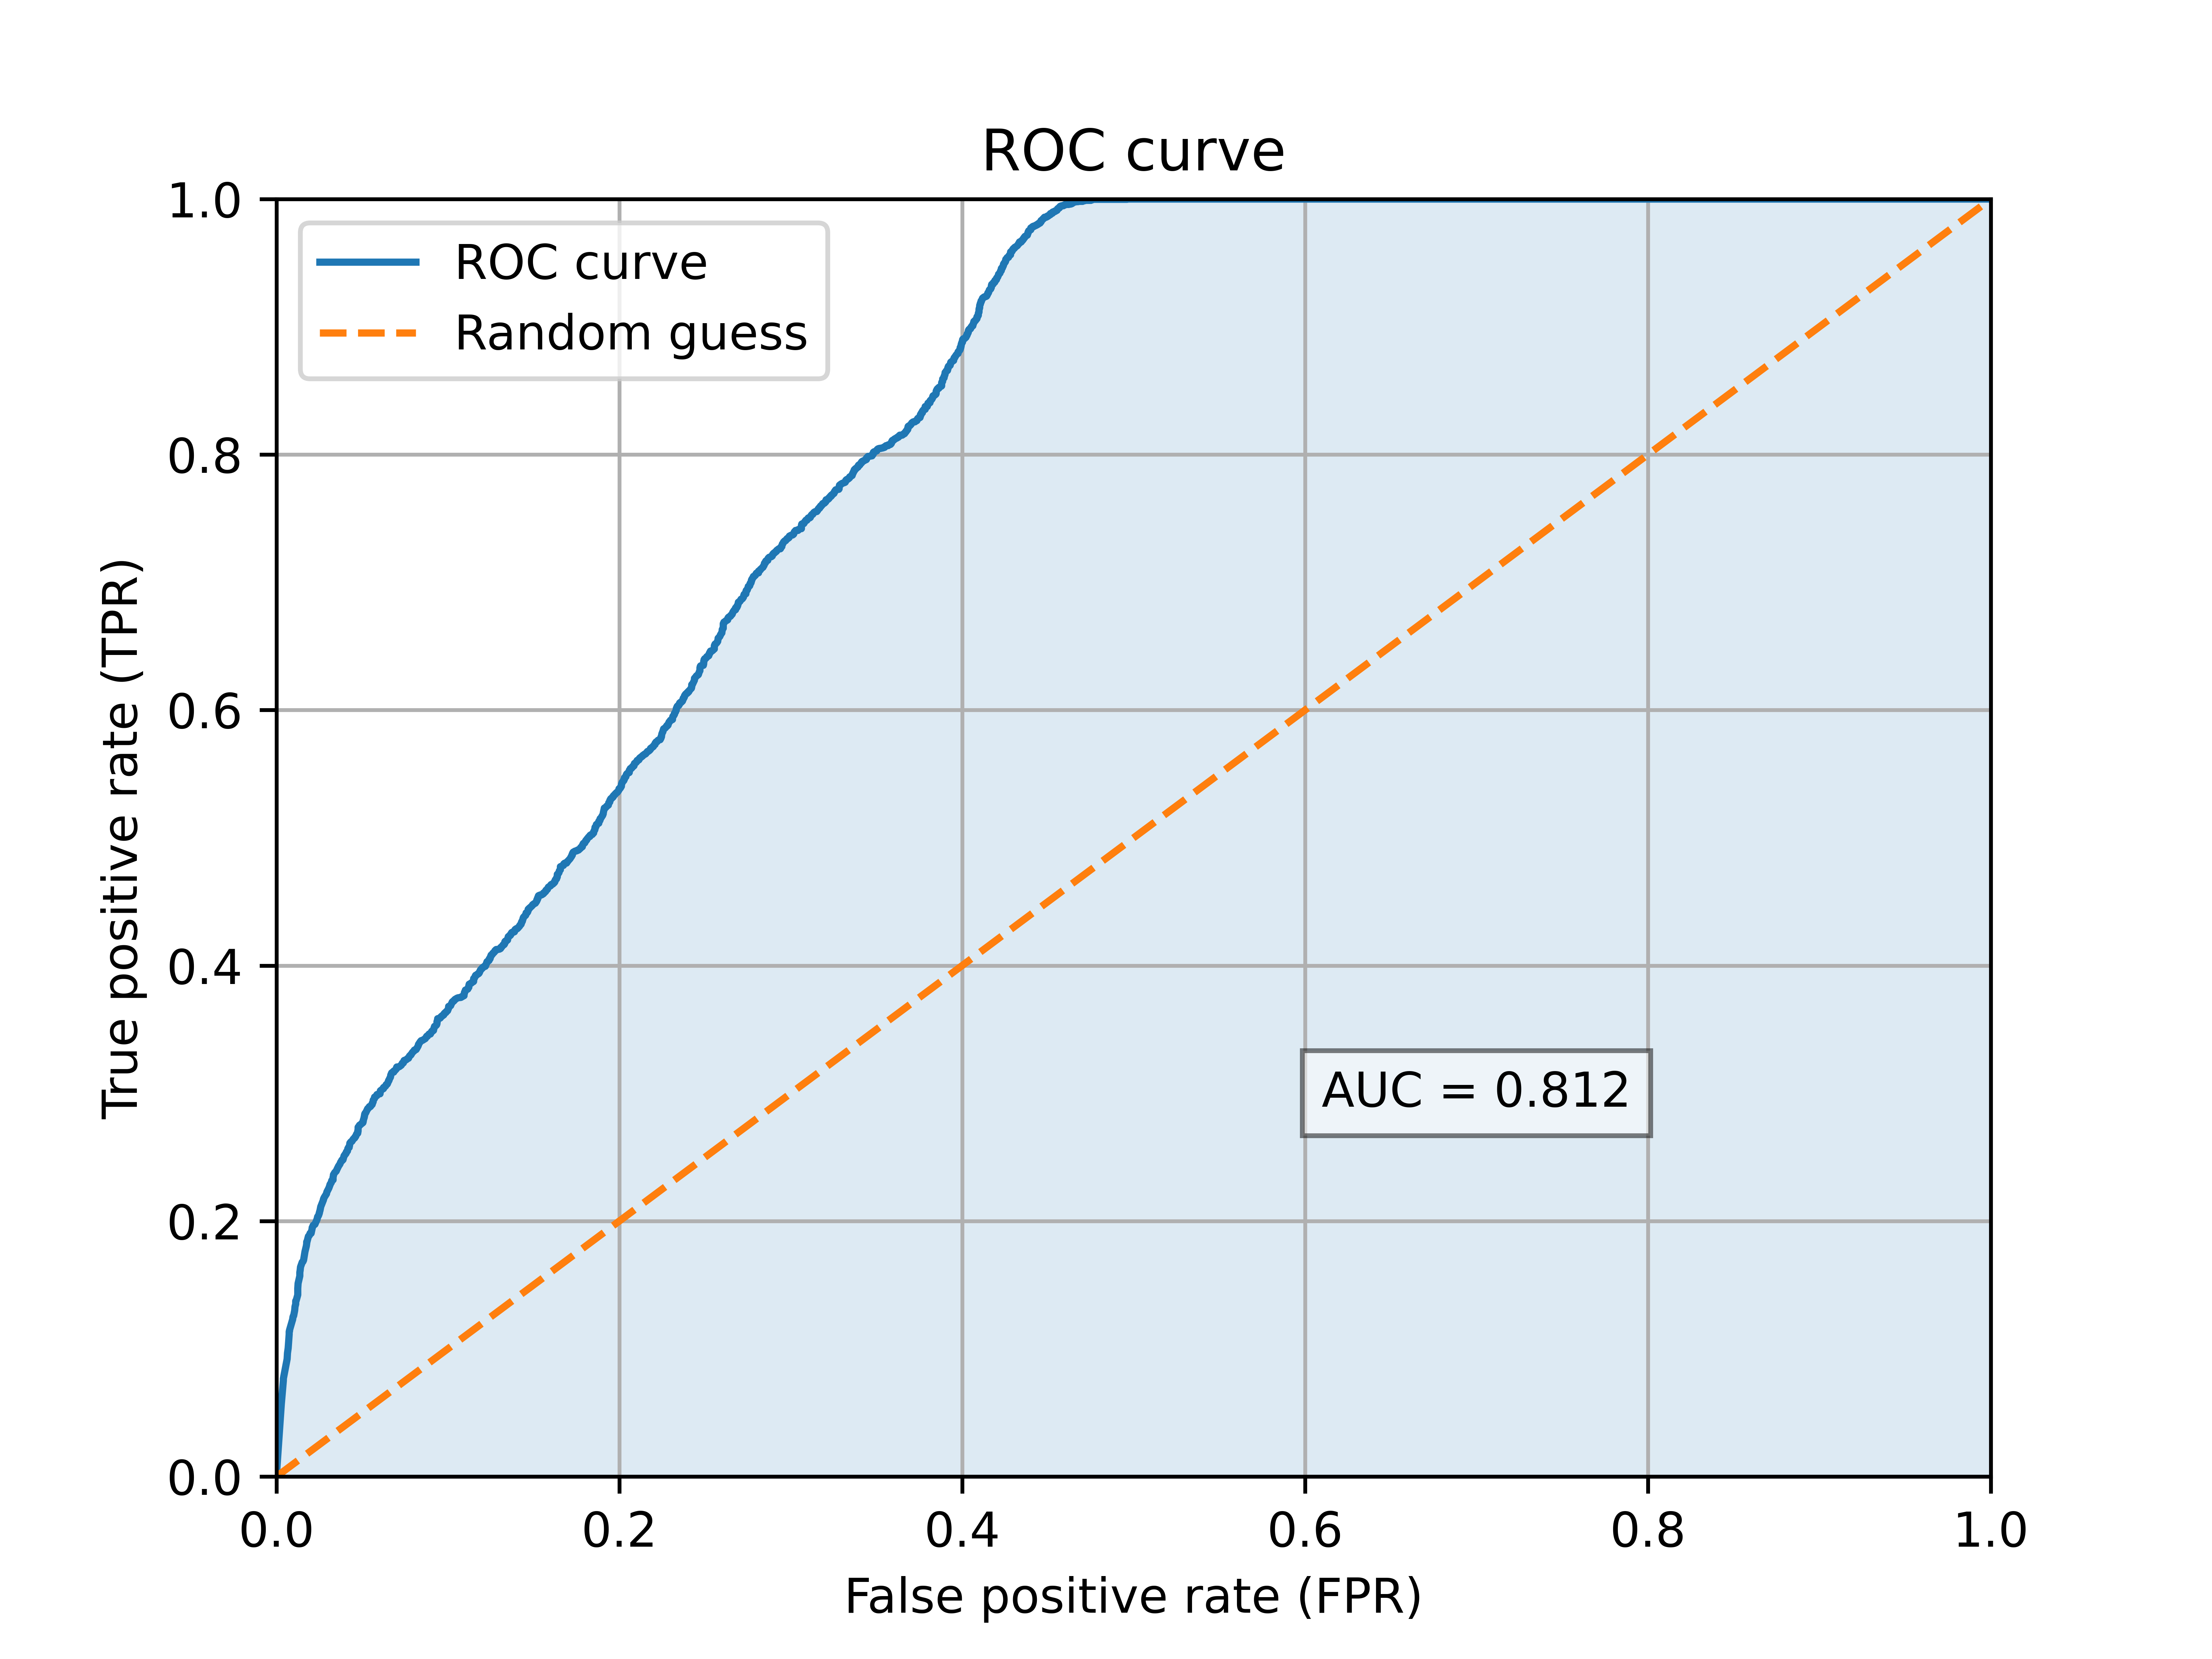 ROC curve
1.0
0.8
0.6
0.4
0.2
0.0
True positive rate (TPR)
ROC curve
Random guess
AUC = 0.812
0.0 0.2 0.4 0.6 0.8 1.0
False positive rate (FPR)